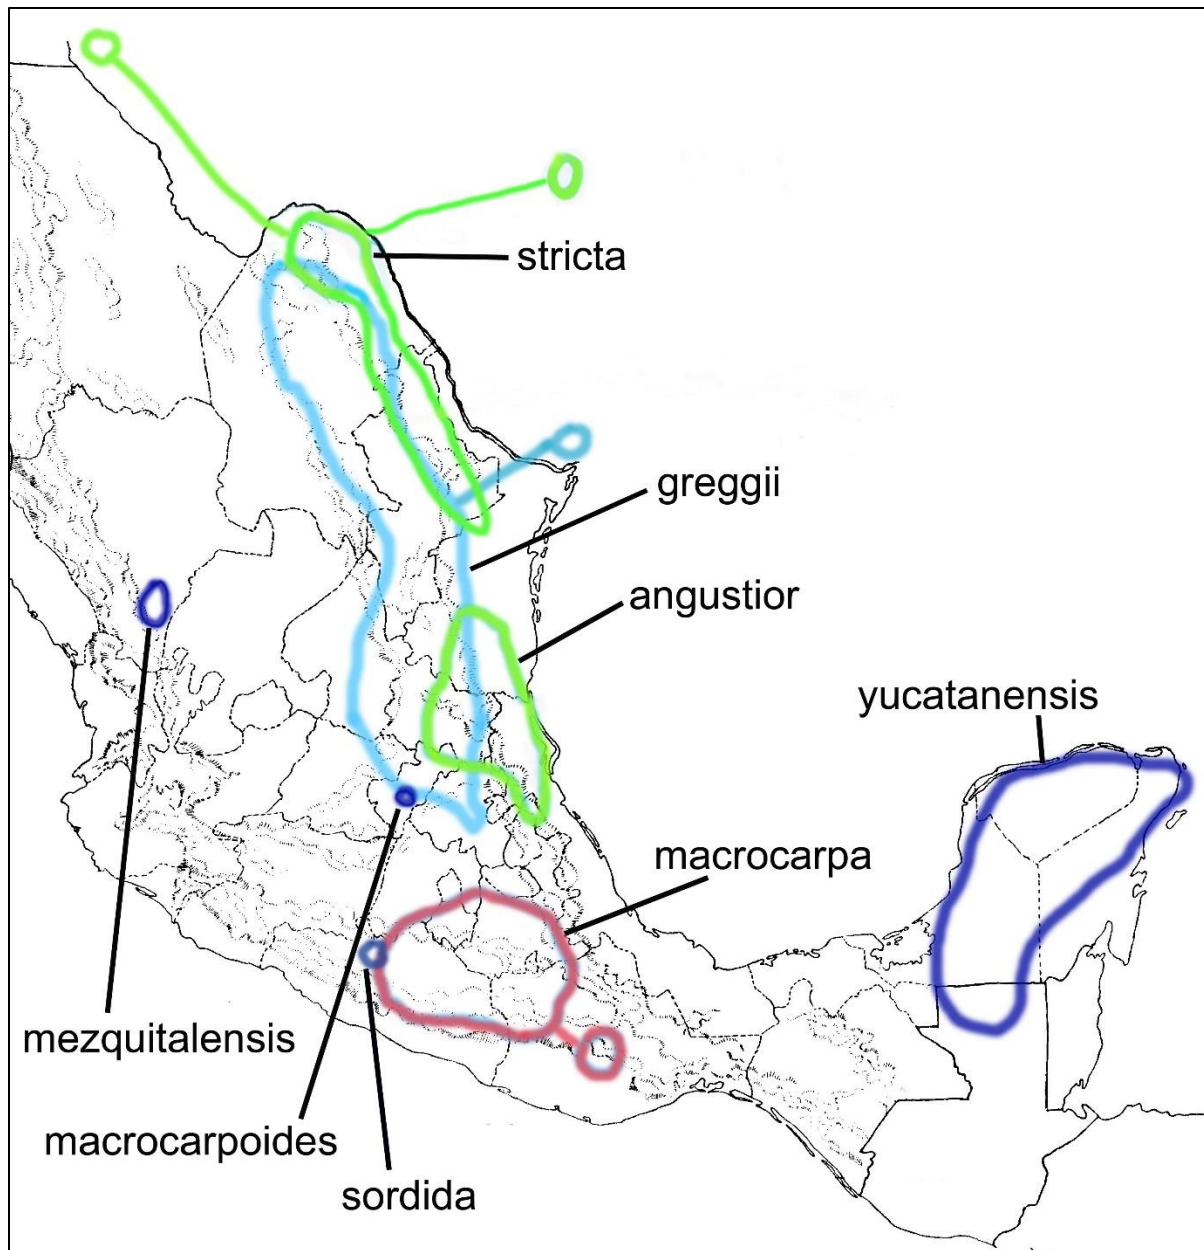 stricta
greggii
angustior
yucatanensis
macrocarpa
mezquitalensis
macrocarpoides
sordida